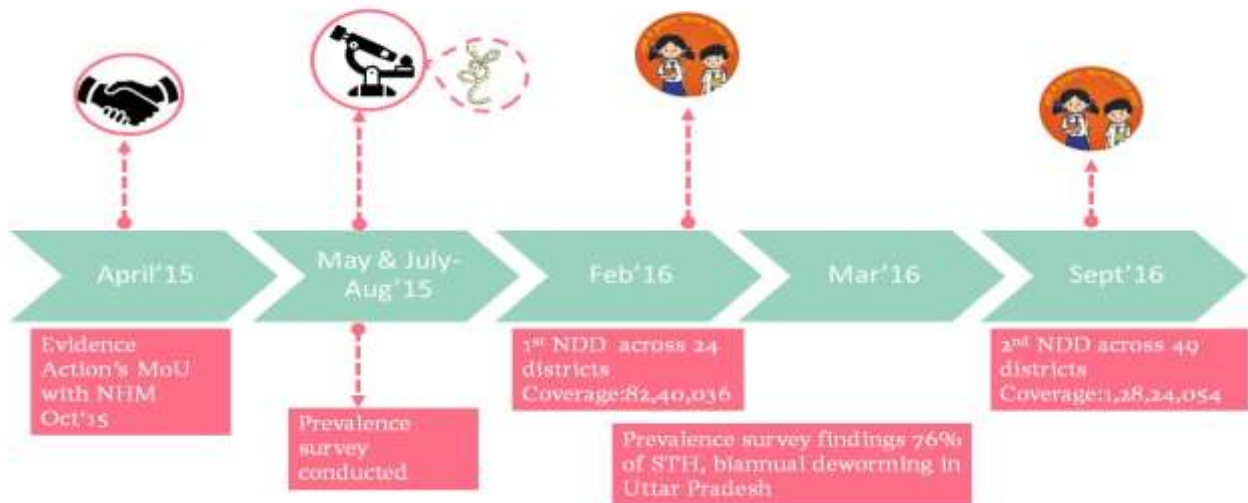 April'15
May & July-
Aug'15
Feb'16
Mar'16
Sept'16
Evidence
Action's MoU
with NHM
Oct'15
Prevalence
survey
conducted
1st NDD across 24
districts
Coverage:82,40,036
Prevalence survey findings 76%
of STH, biannual deworming in
Uttar Pradesh
2nd NDD across 49
districts
Coverage:1,28,24,054